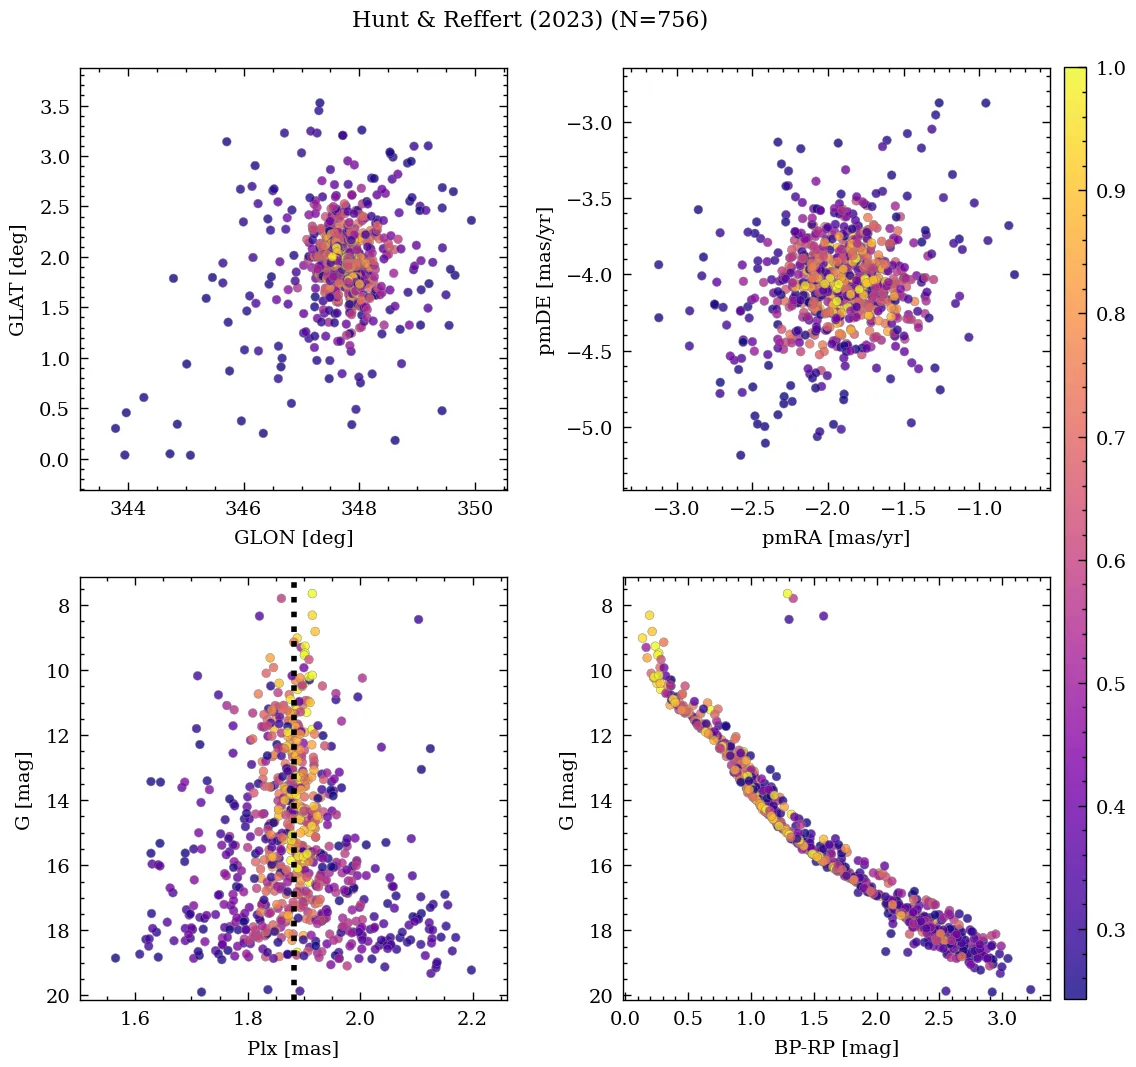 Hunt & Reffert (2023) (N=756)
3.5
3.0
2.5
2.0
1.5
1.0
0.5
0.0
GLAT [deg]
344 346 348 350
GLON [deg]
−3.0
−3.5
−4.0
−4.5
−5.0
pmDE [mas/yr]
−3.0 −2.5 −2.0 −1.5 −1.0
pmRA [mas/yr]
8
10
12
14
16
18
20
G [mag]
1.6 1.8 2.0 2.2
Plx [mas]
8
10
12
14
16
18
20
G [mag]
0.0 0.5 1.0 1.5 2.0 2.5 3.0
BP-RP [mag]
1.0
0.9
0.8
0.7
0.6
0.5
0.4
0.3